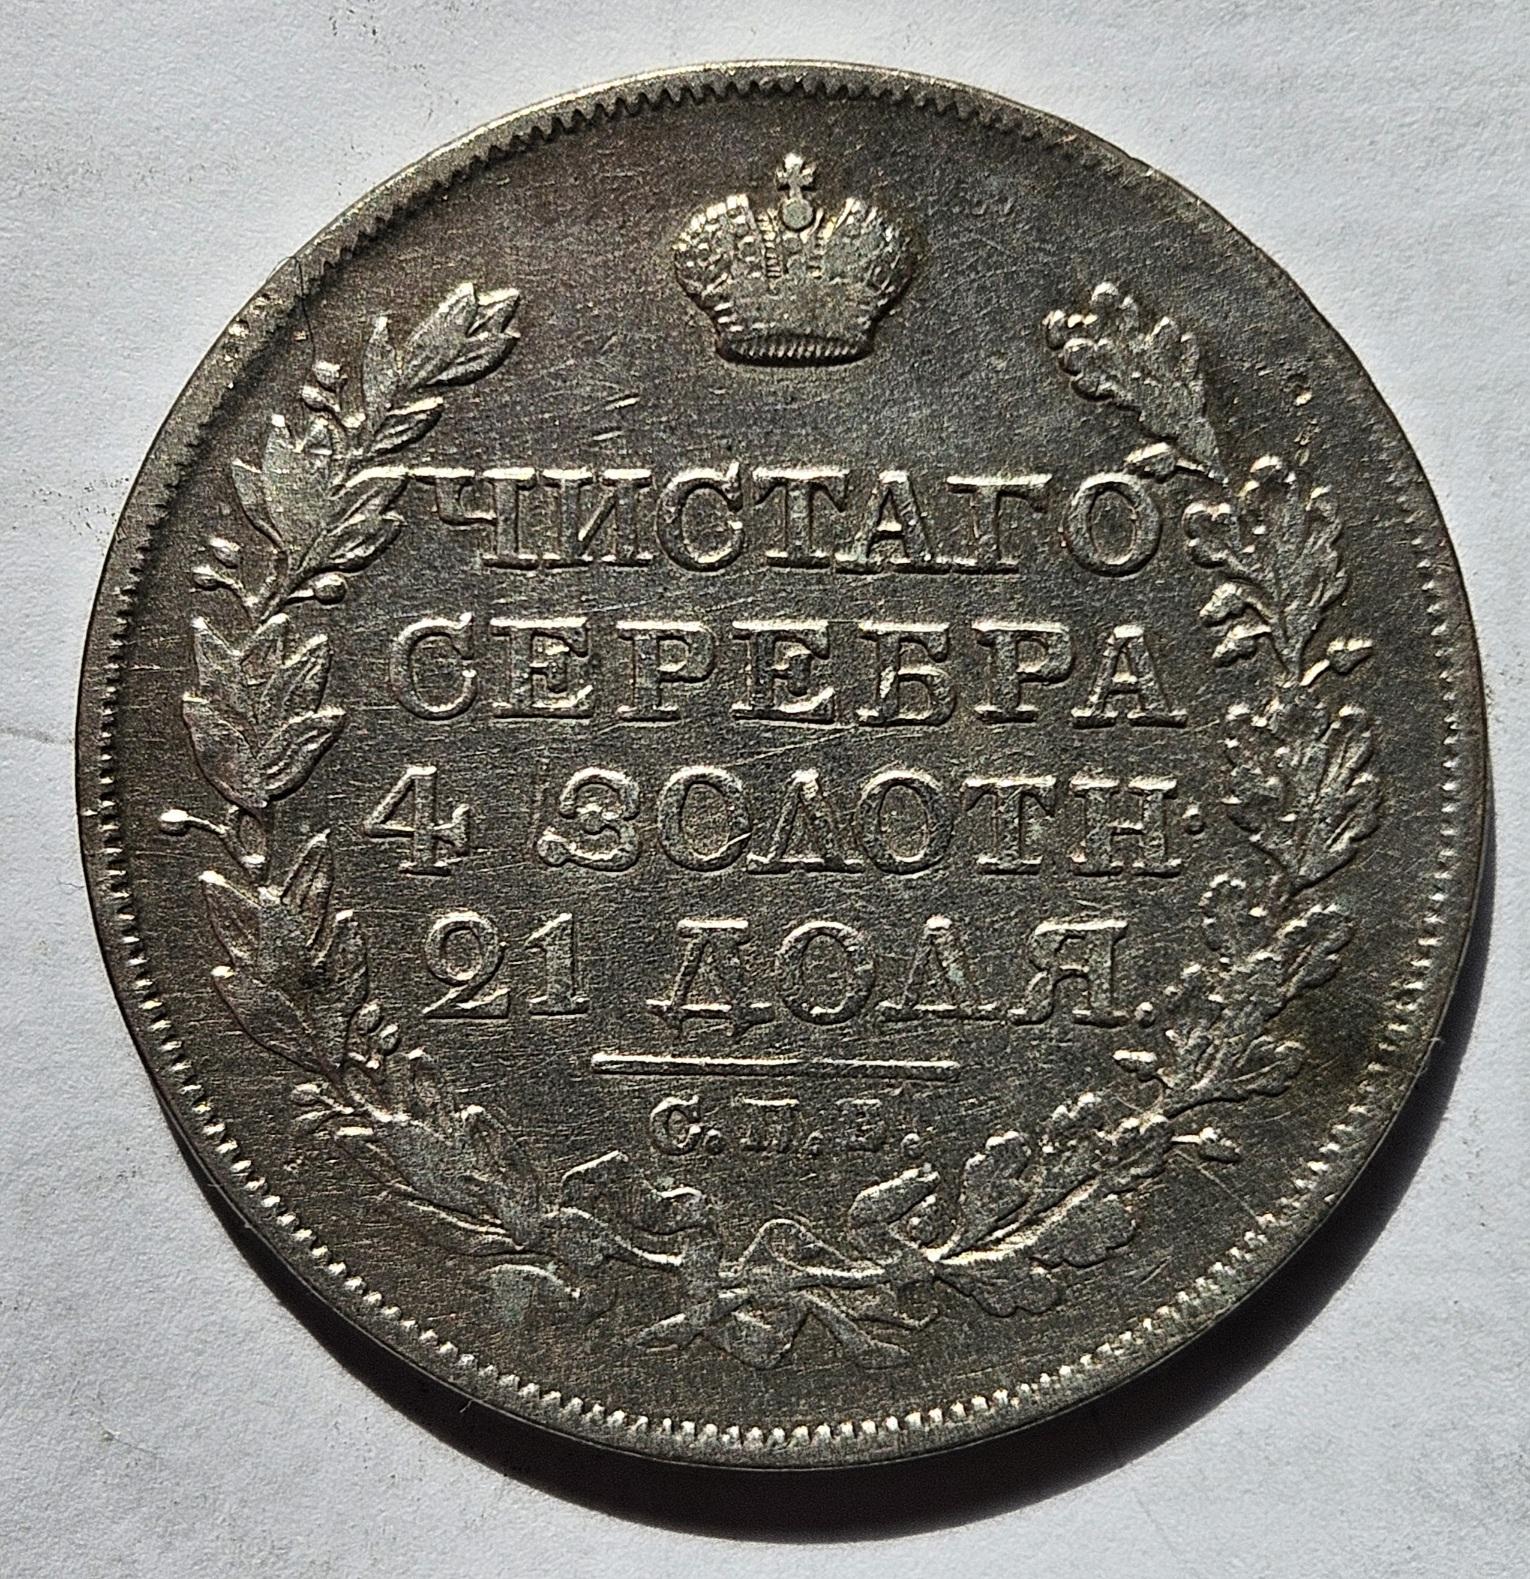 ЧИСТАГО
СЕРЕБРА
4 ЗОЛОТН:
21 ДОЛЯ.
С.П.Б.